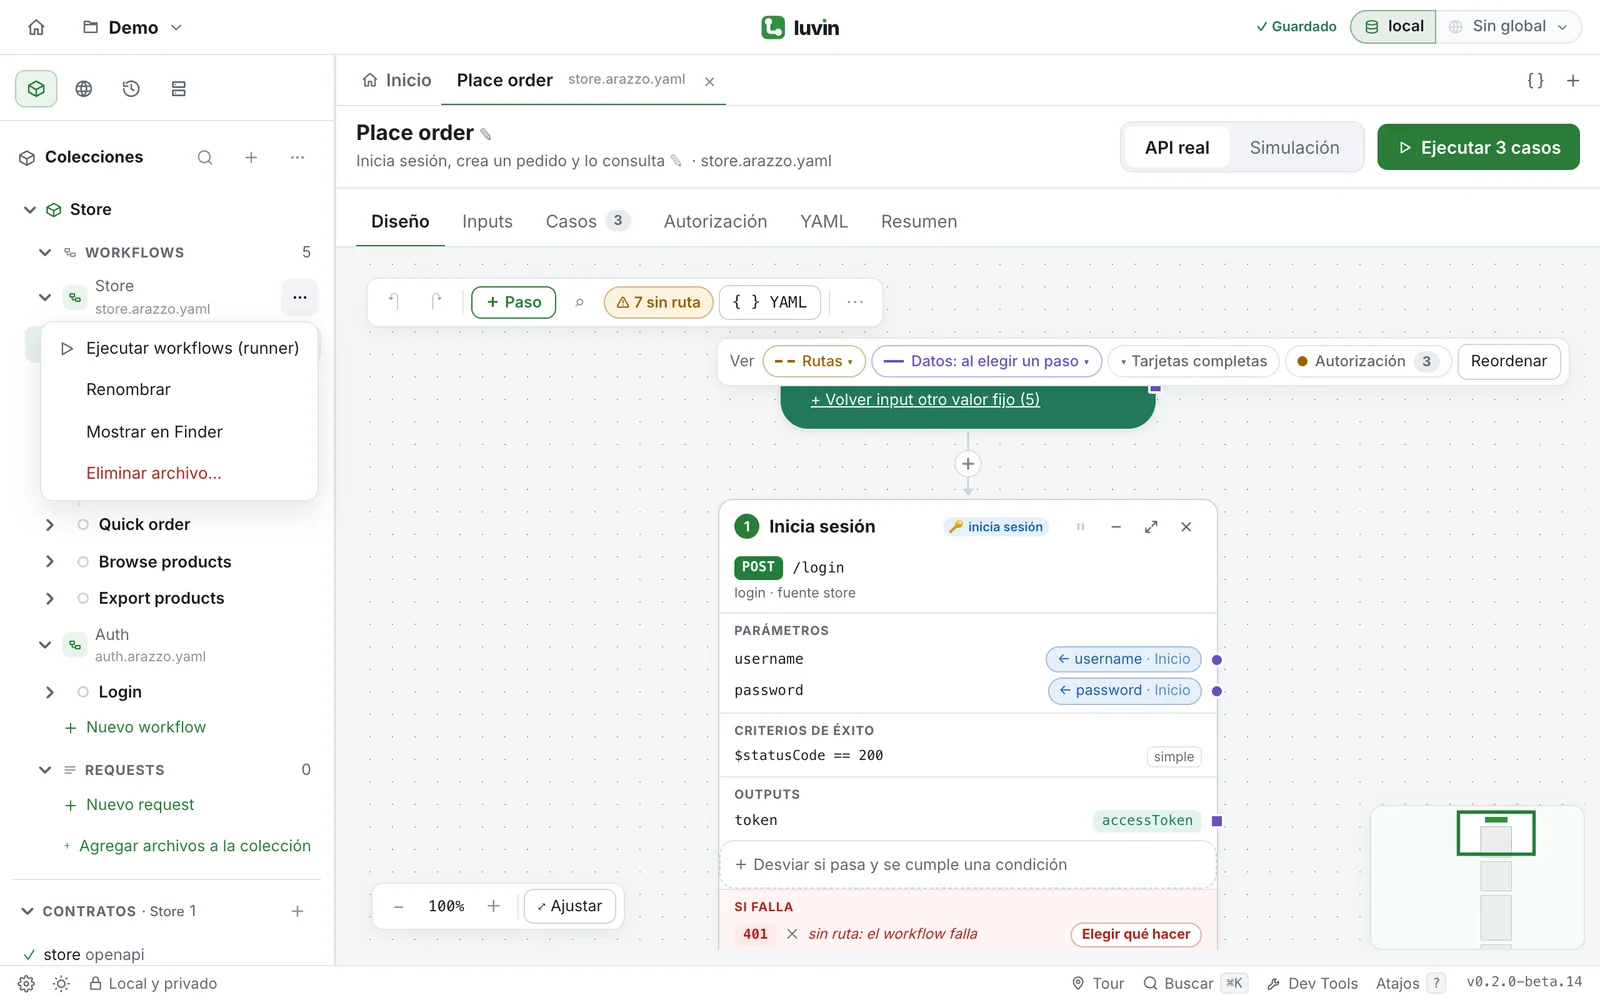 Demo
luvin
Guardado
local
Sin global
Inicio
Place order store.arazzo.yaml
Colecciones
Place order
Inicia sesión, crea un pedido y lo consulta · store.arazzo.yaml
API real
Simulación
Ejecutar 3 casos
Store
Diseño
Inputs
Casos 3
Autorización
YAML
Resumen
WORKFLOWS 5
Store
store.arazzo.yaml
Ejecutar workflows (runner)
Renombrar
Mostrar en Finder
Eliminar archivo...
Quick order
Browse products
Export products
Auth
auth.arazzo.yaml
Login
+ Nuevo workflow
REQUESTS 0
+ Nuevo request
+ Agregar archivos a la colección
CONTRATOS · Store 1
store openapi
+ Paso
7 sin ruta
{ } YAML
Ver
Rutas
Datos: al elegir un paso
Tarjetas completas
Autorización 3
Reordenar
+ Volver input otro valor fijo (5)
1 Inicia sesión
inicia sesión
POST /login
login · fuente store
PARÁMETROS
username ← username · Inicio
password ← password · Inicio
CRITERIOS DE ÉXITO
$statusCode == 200 simple
OUTPUTS
token accessToken
+ Desviar si pasa y se cumple una condición
SI FALLA
401 × sin ruta: el workflow falla Elegir qué hacer
− 100% + Ajustar
Local y privado
Tour
Buscar ⌘K
Dev Tools
Atajos ?
v0.2.0-beta.14